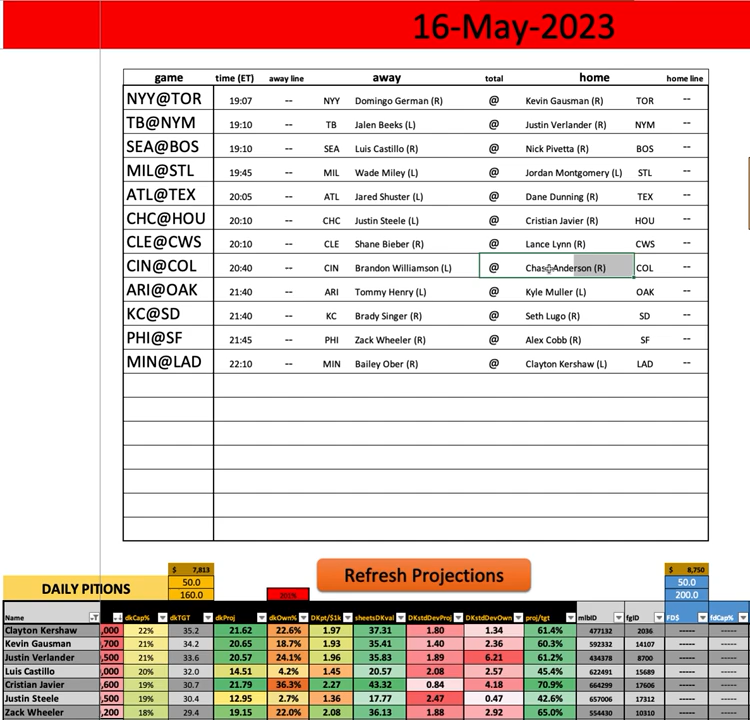 16-May-2023
game time (ET) away line away total home home line
NYY@TOR 19:07 -- NYY Domingo German (R) @ Kevin Gausman (R) TOR --
TB@NYM 19:10 -- TB Jalen Beeks (L) @ Justin Verlander (R) NYM --
SEA@BOS 19:10 -- SEA Luis Castillo (R) @ Nick Pivetta (R) BOS --
MIL@STL 19:45 -- MIL Wade Miley (L) @ Jordan Montgomery (L) STL --
ATL@TEX 20:05 -- ATL Jared Shuster (L) @ Dane Dunning (R) TEX --
CHC@HOU 20:10 -- CHC Justin Steele (L) @ Cristian Javier (R) HOU --
CLE@CWS 20:10 -- CLE Shane Bieber (R) @ Lance Lynn (R) CWS --
CIN@COL 20:40 -- CIN Brandon Williamson (L) @ Chase Anderson (R) COL --
ARI@OAK 21:40 -- ARI Tommy Henry (L) @ Kyle Muller (L) OAK --
KC@SD 21:40 -- KC Brady Singer (R) @ Seth Lugo (R) SD --
PHI@SF 21:45 -- PHI Zack Wheeler (R) @ Alex Cobb (R) SF --
MIN@LAD 22:10 -- MIN Bailey Ober (R) @ Clayton Kershaw (L) LAD --
$ 7,813 Refresh Projections $ 8,750
DAILY PITIONS 50.0 50.0
160.0 201% 200.0
Name dkCap% dkTGT dkProj dkOwn% DKpt/$1k sheetsDKval DKstdDevProj DKstdDevOwn proj/tgt mlbID fgID FD$ fdCap%
Clayton Kershaw ,000 22% 35.2 21.62 22.6% 1.97 37.31 1.80 1.34 61.4% 477132 2036 ----- -----
Kevin Gausman ,700 21% 34.2 20.65 18.7% 1.93 35.41 1.40 2.36 60.3% 592332 14107 ----- -----
Justin Verlander ,500 21% 33.6 20.57 24.1% 1.96 35.83 1.89 6.21 61.2% 434378 8700 ----- -----
Luis Castillo ,000 20% 32.0 14.51 4.2% 1.45 20.57 2.08 2.57 45.4% 622491 15689 ----- -----
Cristian Javier ,600 19% 30.7 21.79 36.3% 2.27 43.32 0.84 4.18 70.9% 664299 17606 ----- -----
Justin Steele ,500 19% 30.4 12.95 2.7% 1.36 17.77 2.47 0.47 42.6% 657006 17312 ----- -----
Zack Wheeler ,200 18% 29.4 19.15 22.0% 2.08 36.13 1.88 2.92 65.0% 554430 10310 ----- -----